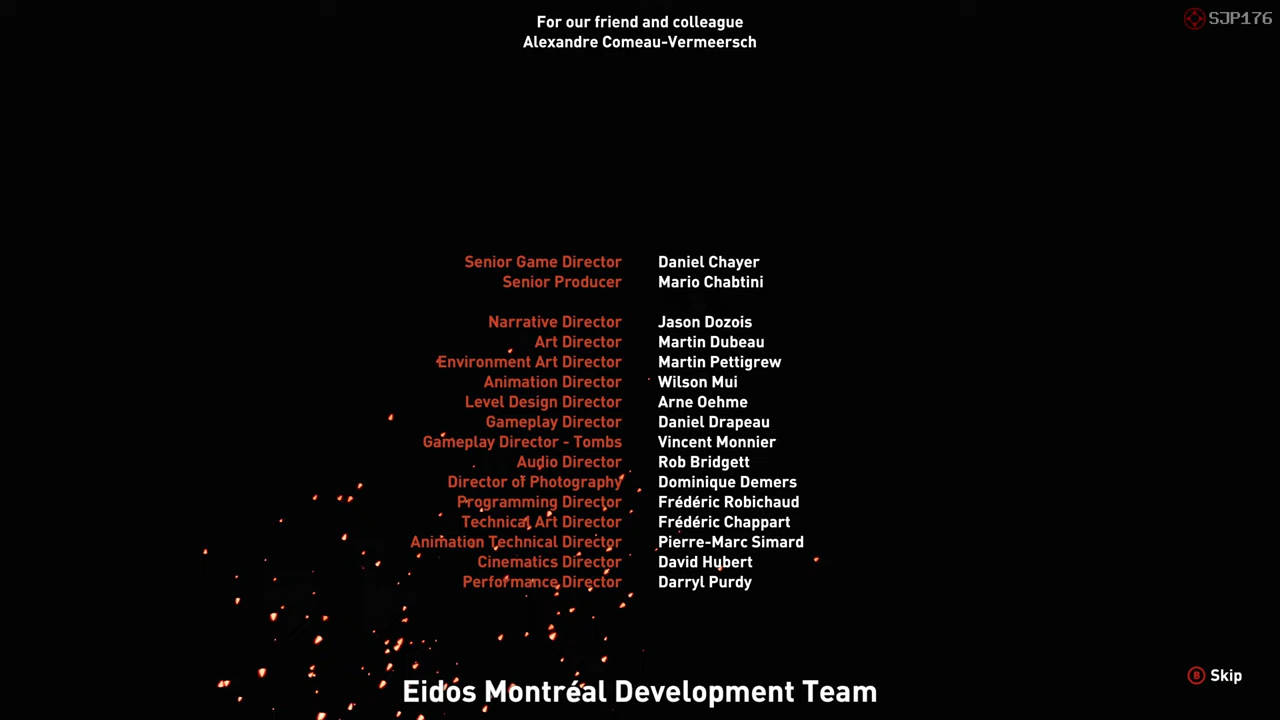 For our friend and colleague
Alexandre Comeau-Vermeersch
SJP176
Senior Game Director Daniel Chayer
Senior Producer Mario Chabtini
Narrative Director Jason Dozois
Art Director Martin Dubeau
Environment Art Director Martin Pettigrew
Animation Director Wilson Mui
Level Design Director Arne Oehme
Gameplay Director Daniel Drapeau
Gameplay Director - Tombs Vincent Monnier
Audio Director Rob Bridgett
Director of Photography Dominique Demers
Programming Director Frédéric Robichaud
Technical Art Director Frédéric Chappart
Animation Technical Director Pierre-Marc Simard
Cinematics Director David Hubert
Performance Director Darryl Purdy
B Skip
Eidos Montréal Development Team